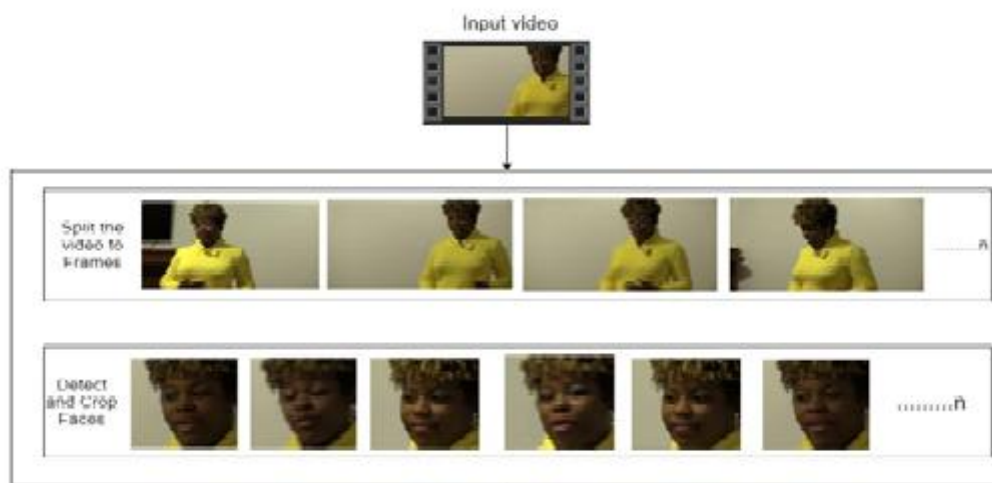 Input video
Split the
video to
Frames
........n
Detect
and Crop
Faces
.........n